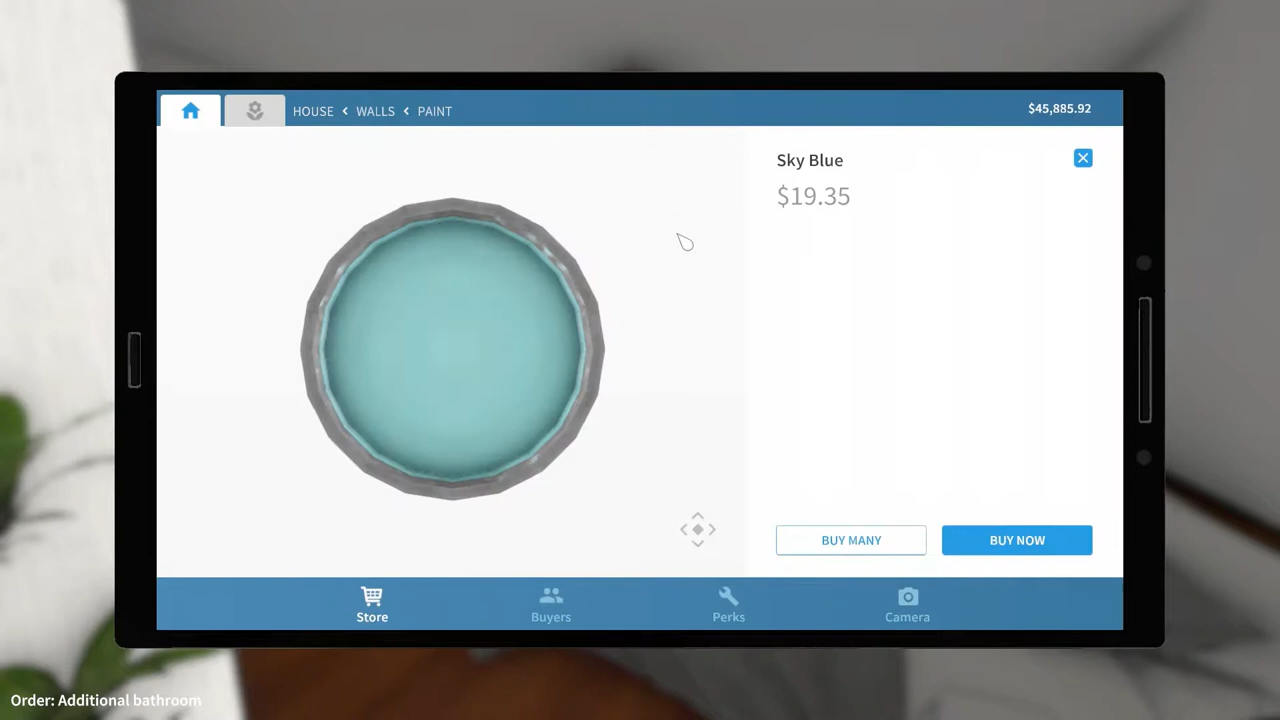 HOUSE < WALLS < PAINT
$45,885.92
Sky Blue
$19.35
BUY MANY
BUY NOW
Store
Buyers
Perks
Camera
Order: Additional bathroom